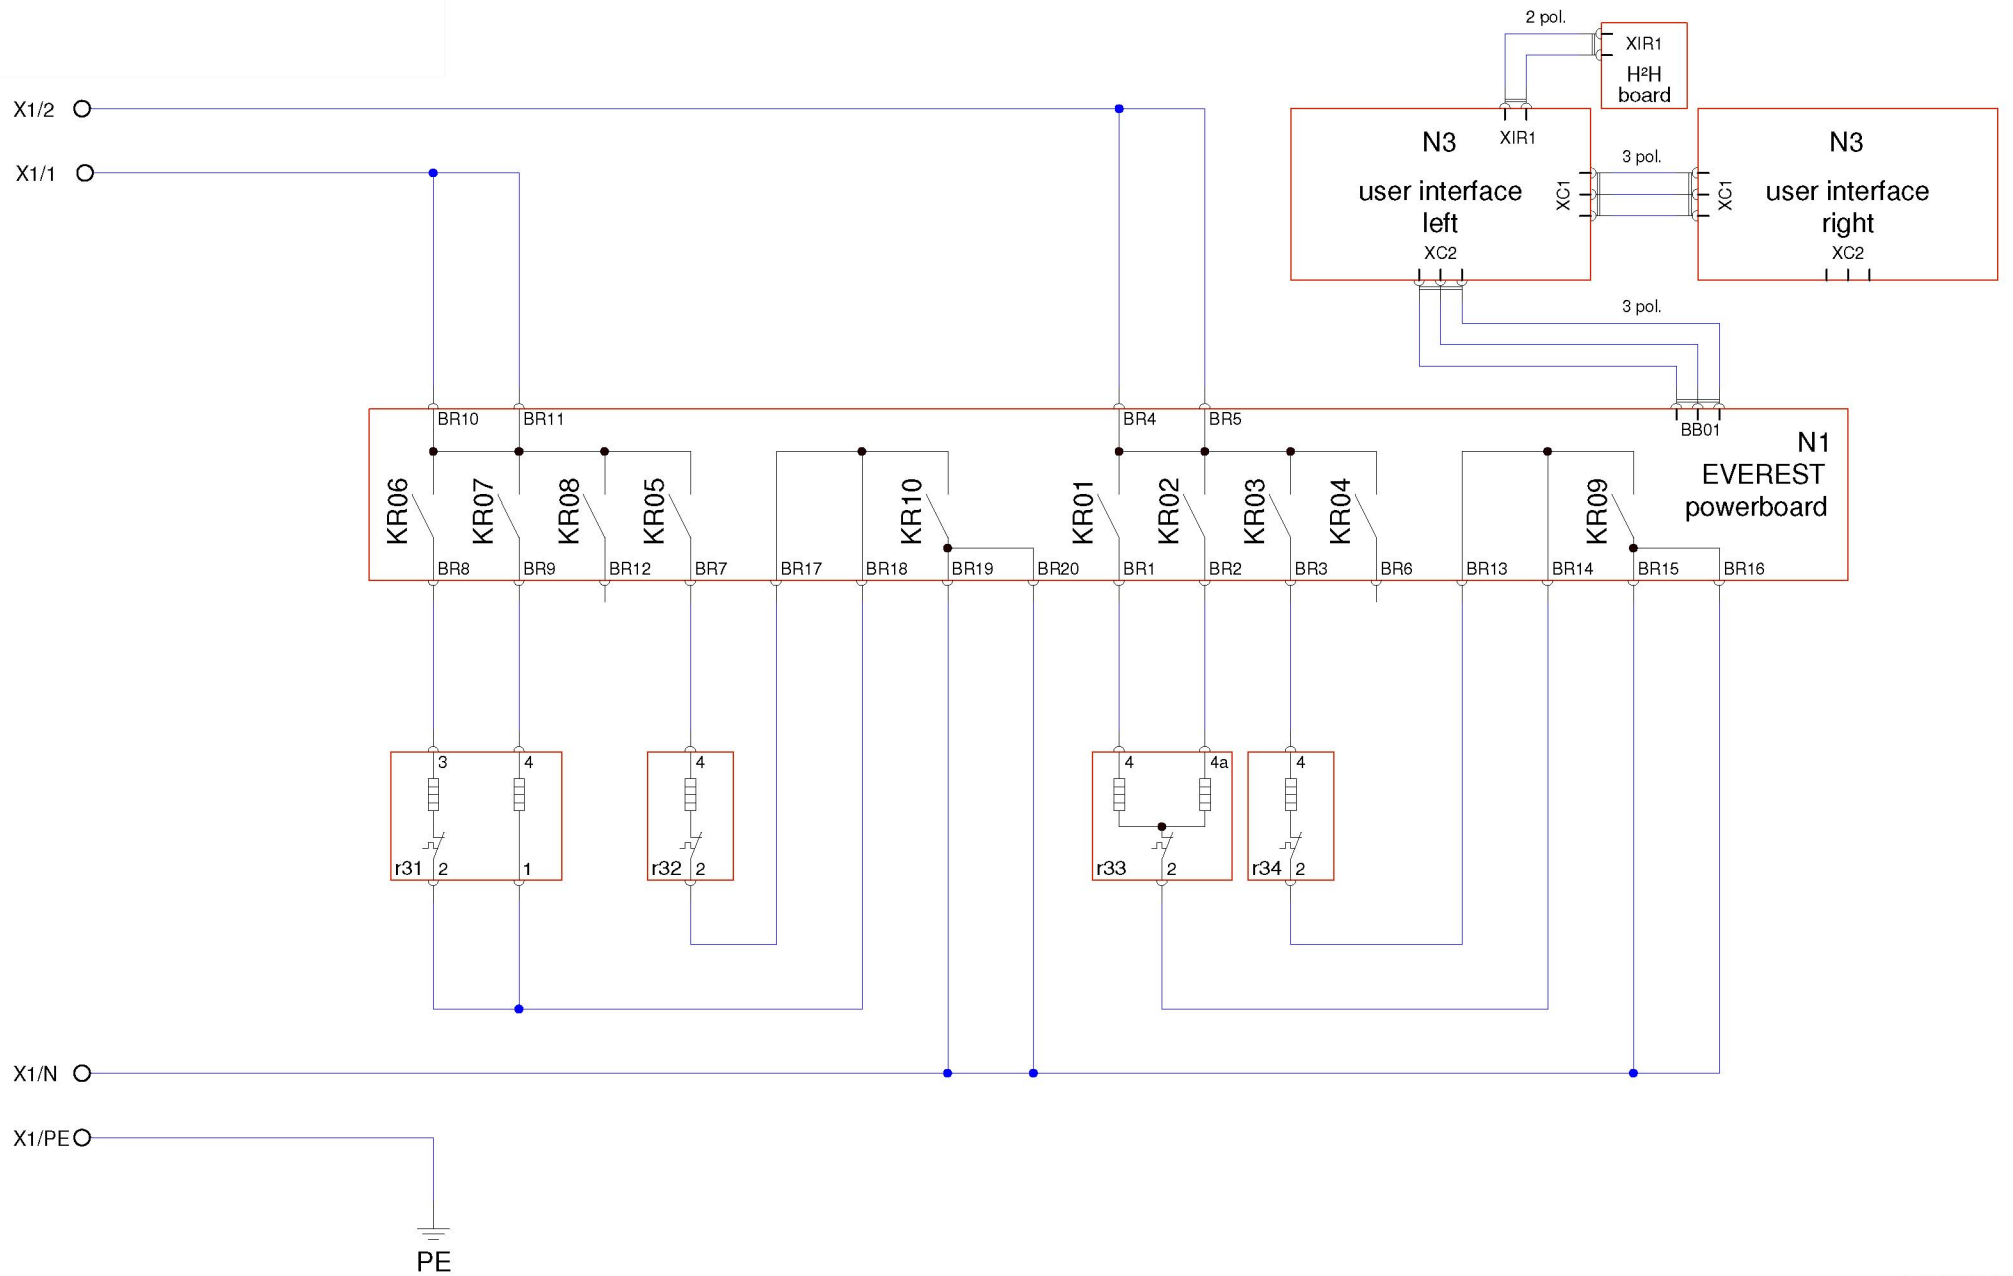 2 pol.
XIR1
H²H
board
X1/2
N3
XIR1
N3
3 pol.
X1/1
user interface
left
XC1
XC1
user interface
right
XC2
XC2
3 pol.
BR10
BR11
BR4
BR5
BB01
N1
EVEREST
powerboard
KR06
KR07
KR08
KR05
KR10
KR01
KR02
KR03
KR04
KR09
BR8
BR9
BR12
BR7
BR17
BR18
BR19
BR20
BR1
BR2
BR3
BR6
BR13
BR14
BR15
BR16
3
4
4
4
4a
4
r31
2
1
r32
2
r33
2
r34
2
X1/N
X1/PE
PE